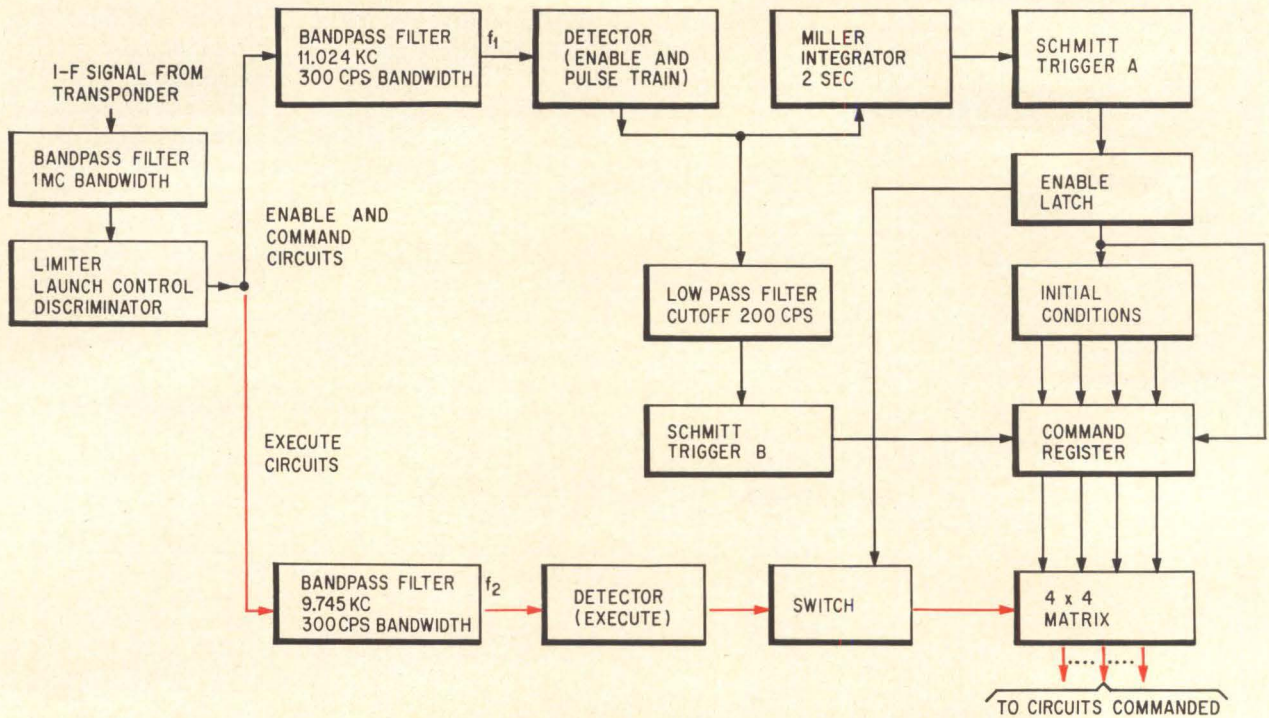 I-F SIGNAL FROM
TRANSPONDER
BANDPASS FILTER
1MC BANDWIDTH
LIMITER
LAUNCH CONTROL
DISCRIMINATOR
ENABLE AND
COMMAND
CIRCUITS
EXECUTE
CIRCUITS
BANDPASS FILTER
11.024 KC
300 CPS BANDWIDTH
f1
DETECTOR
(ENABLE AND
PULSE TRAIN)
MILLER
INTEGRATOR
2 SEC
SCHMITT
TRIGGER A
ENABLE
LATCH
INITIAL
CONDITIONS
LOW PASS FILTER
CUTOFF 200 CPS
SCHMITT
TRIGGER B
COMMAND
REGISTER
BANDPASS FILTER
9.745 KC
300 CPS BANDWIDTH
f2
DETECTOR
(EXECUTE)
SWITCH
4 x 4
MATRIX
TO CIRCUITS COMMANDED